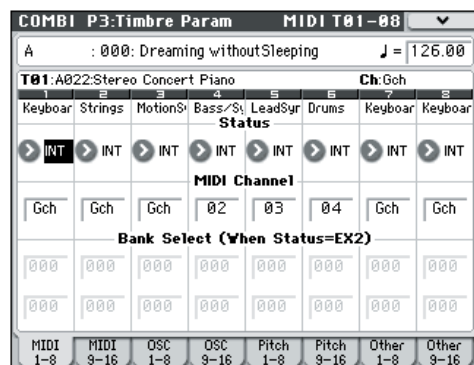 COMBI P3:Timbre Param MIDI T01-08
A : 000: Dreaming withoutSleeping ♩= 126.00
T01:A022:Stereo Concert Piano Ch:Gch
1 2 3 4 5 6 7 8
Keyboar Strings MotionS Bass/Sy LeadSyr Drums Keyboar Keyboar
Status
INT INT INT INT INT INT INT INT
MIDI Channel
Gch Gch Gch 02 03 04 Gch Gch
Bank Select (When Status=EX2)
000 000 000 000 000 000 000 000
000 000 000 000 000 000 000 000
MIDI MIDI OSC OSC Pitch Pitch Other Other
1-8 9-16 1-8 9-16 1-8 9-16 1-8 9-16